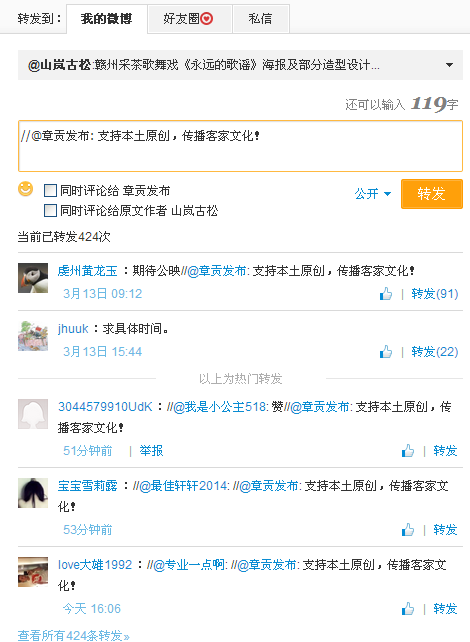 转发到： 我的微博 好友圈 私信
@山岚古松:赣州采茶歌舞戏《永远的歌谣》海报及部分造型设计...
还可以输入 119字
//@章贡发布: 支持本土原创，传播客家文化！
同时评论给 章贡发布
公开 转发
同时评论给原文作者 山岚古松
当前已转发424次
虔州黄龙玉：期待公映//@章贡发布: 支持本土原创，传播客家文化！
3月13日 09:12 | 转发(91)
jhuuk：求具体时间。
3月13日 15:44 | 转发(22)
以上为热门转发
3044579910UdK：//@我是小公主518: 赞//@章贡发布: 支持本土原创，传
播客家文化！
51分钟前 | 举报 | 转发
宝宝雪莉露：//@最佳轩轩2014: //@章贡发布: 支持本土原创，传播客家文
化！
53分钟前 | 转发
love大雄1992：//@专业一点啊: //@章贡发布: 支持本土原创，传播客家文
化！
今天 16:06 | 转发
查看所有424条转发»